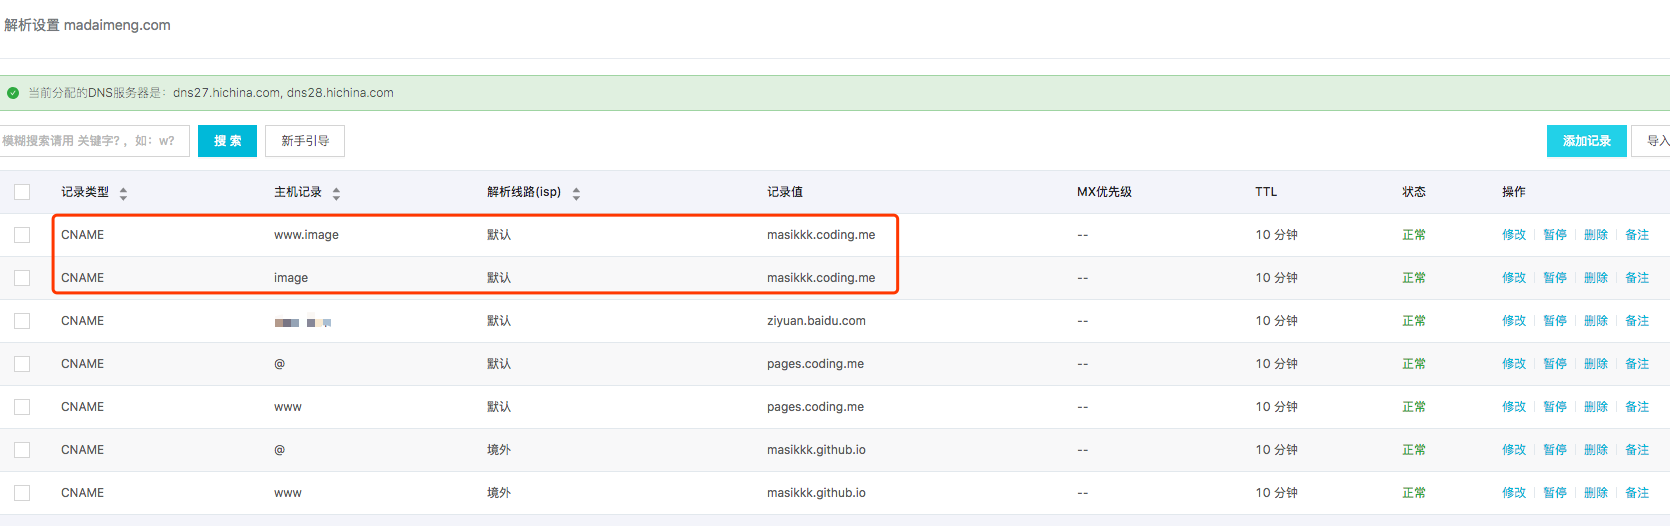 解析设置 madaimeng.com
当前分配的DNS服务器是：dns27.hichina.com, dns28.hichina.com
模糊搜索请用 关键字?，如：w? 搜 索 新手引导 添加记录 导入
记录类型 主机记录 解析线路(isp) 记录值 MX优先级 TTL 状态 操作
CNAME www.image 默认 masikkk.coding.me -- 10 分钟 正常 修改 暂停 删除 备注
CNAME image 默认 masikkk.coding.me -- 10 分钟 正常 修改 暂停 删除 备注
CNAME 默认 ziyuan.baidu.com -- 10 分钟 正常 修改 暂停 删除 备注
CNAME @ 默认 pages.coding.me -- 10 分钟 正常 修改 暂停 删除 备注
CNAME www 默认 pages.coding.me -- 10 分钟 正常 修改 暂停 删除 备注
CNAME @ 境外 masikkk.github.io -- 10 分钟 正常 修改 暂停 删除 备注
CNAME www 境外 masikkk.github.io -- 10 分钟 正常 修改 暂停 删除 备注